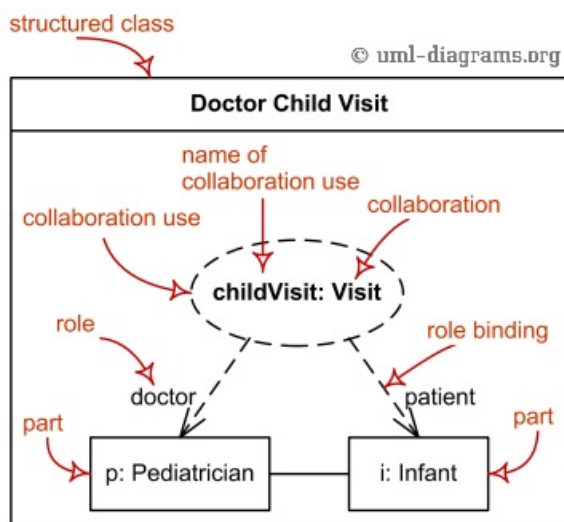 structured class
© uml-diagrams.org
Doctor Child Visit
name of
collaboration use
collaboration use
collaboration
childVisit: Visit
role
role binding
doctor
patient
part
part
p: Pediatrician
i: Infant